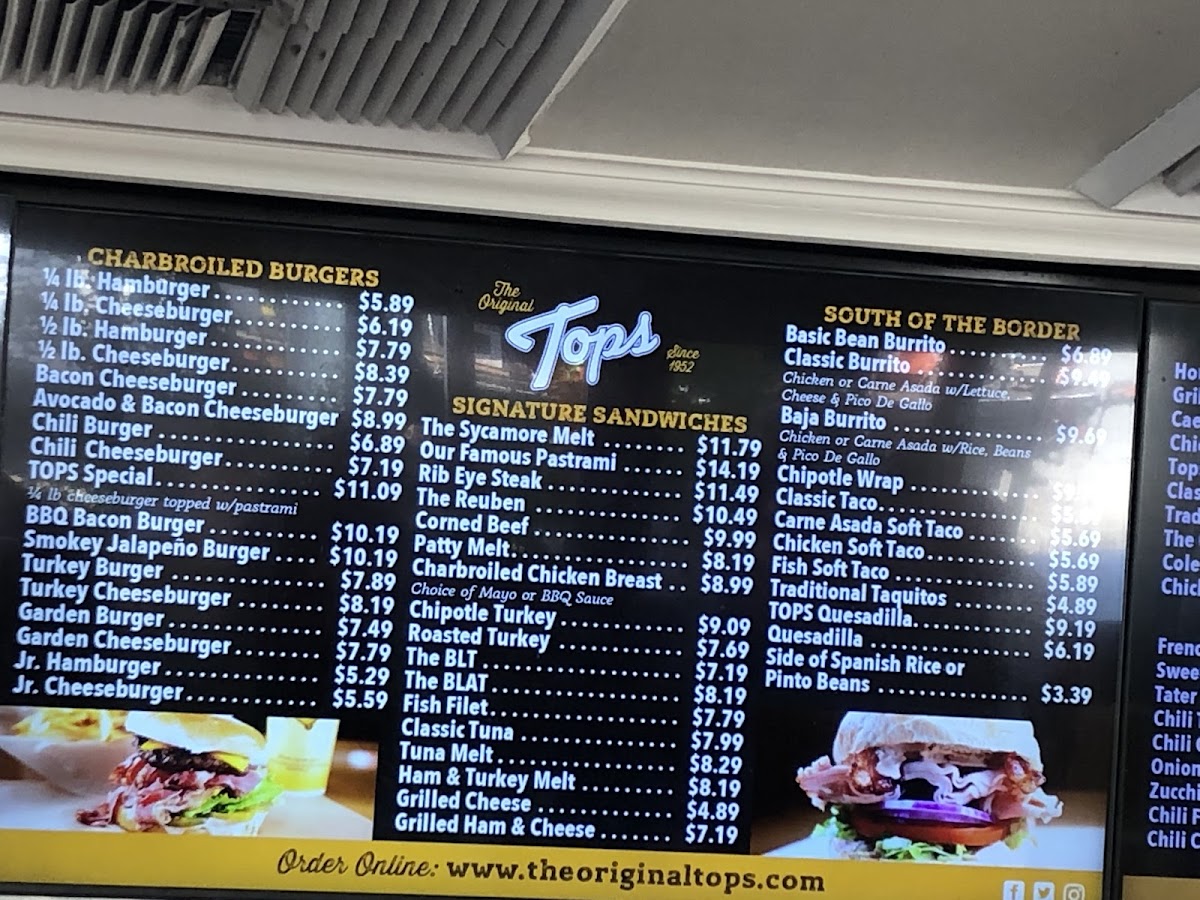 CHARBROILED BURGERS
¼ lb. Hamburger $5.89
¼ lb. Cheeseburger $6.19
½ lb. Hamburger $7.79
½ lb. Cheeseburger $8.39
Bacon Cheeseburger $7.79
Avocado & Bacon Cheeseburger $8.99
Chili Burger $6.89
Chili Cheeseburger $7.19
TOPS Special $11.09
¼ lb cheeseburger topped w/pastrami
BBQ Bacon Burger $10.19
Smokey Jalapeño Burger $10.19
Turkey Burger $7.89
Turkey Cheeseburger $8.19
Garden Burger $7.49
Garden Cheeseburger $7.79
Jr. Hamburger $5.29
Jr. Cheeseburger $5.59
The
Original
Tops
Since
1952
SIGNATURE SANDWICHES
The Sycamore Melt $11.79
Our Famous Pastrami $14.19
Rib Eye Steak $11.49
The Reuben $10.49
Corned Beef $9.99
Patty Melt $8.19
Charbroiled Chicken Breast $8.99
Choice of Mayo or BBQ Sauce
Chipotle Turkey $9.09
Roasted Turkey $7.69
The BLT $7.19
The BLAT $8.19
Fish Filet $7.79
Classic Tuna $7.99
Tuna Melt $8.29
Ham & Turkey Melt $8.19
Grilled Cheese $4.89
Grilled Ham & Cheese $7.19
SOUTH OF THE BORDER
Basic Bean Burrito $6.89
Classic Burrito
Chicken or Carne Asada w/Lettuce,
Cheese & Pico De Gallo
Baja Burrito $9.69
Chicken or Carne Asada w/Rice, Beans
& Pico De Gallo
Chipotle Wrap
Classic Taco
Carne Asada Soft Taco $5.69
Chicken Soft Taco $5.69
Fish Soft Taco $5.89
Traditional Taquitos $4.89
TOPS Quesadilla $9.19
Quesadilla $6.19
Side of Spanish Rice or
Pinto Beans $3.39
Order Online: www.theoriginaltops.com
Top
The
Chili
Chili
Chili F
Chili C